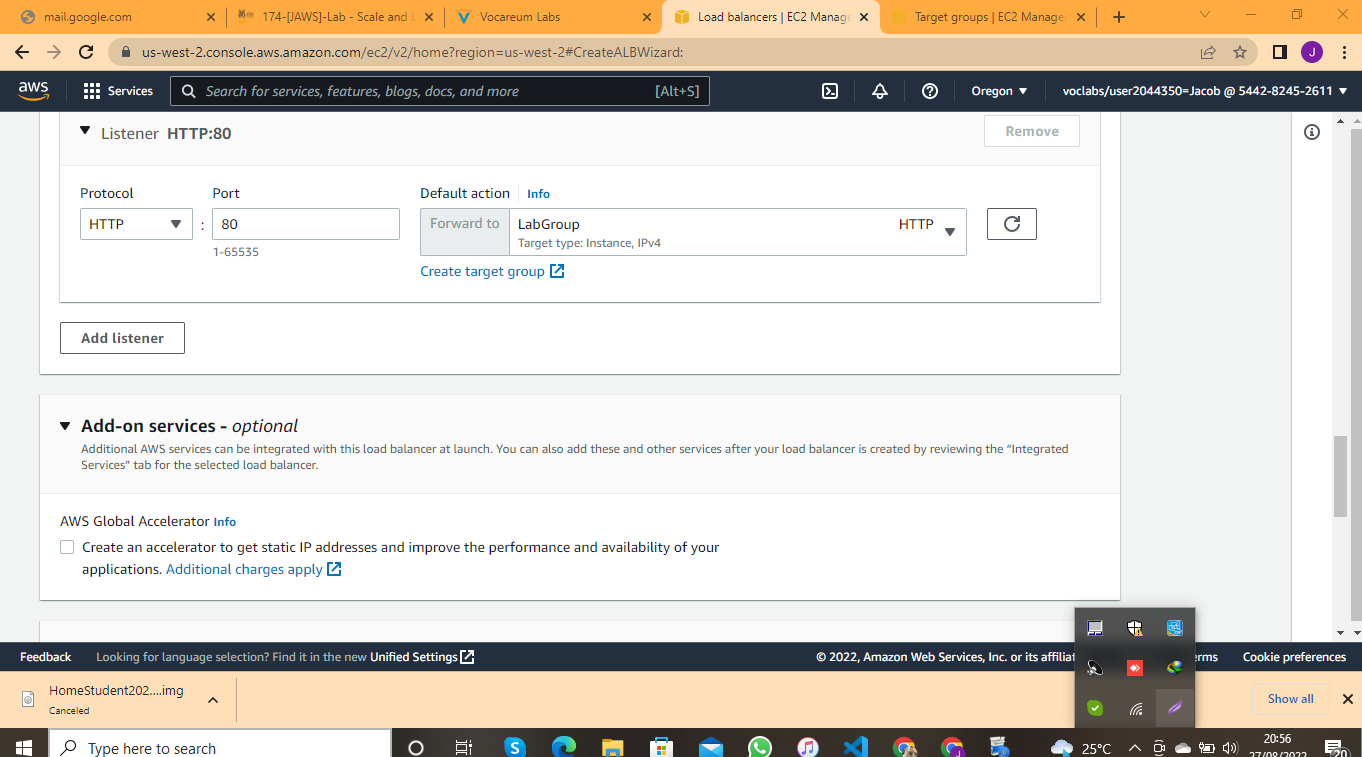 mail.google.com
174-[JAWS]-Lab - Scale and L
Vocareum Labs
Load balancers | EC2 Manage
Target groups | EC2 Manager
us-west-2.console.aws.amazon.com/ec2/v2/home?region=us-west-2#CreateALBWizard:
J
aws
Services
Search for services, features, blogs, docs, and more
[Alt+S]
Oregon
voclabs/user2044350=Jacob @ 5442-8245-2611
Listener HTTP:80
Remove
Protocol
Port
Default action
Info
HTTP
:
80
1-65535
Forward to
LabGroup
HTTP
Target type: Instance, IPv4
Create target group
Add listener
Add-on services - optional
Additional AWS services can be integrated with this load balancer at launch. You can also add these and other services after your load balancer is created by reviewing the “Integrated
Services” tab for the selected load balancer.
AWS Global Accelerator Info
Create an accelerator to get static IP addresses and improve the performance and availability of your
applications. Additional charges apply
Feedback
Looking for language selection? Find it in the new Unified Settings
© 2022, Amazon Web Services, Inc. or its affiliat
erms
Cookie preferences
HomeStudent202....img
Canceled
Show all
Type here to search
25°C
20:56
27/08/2022
20